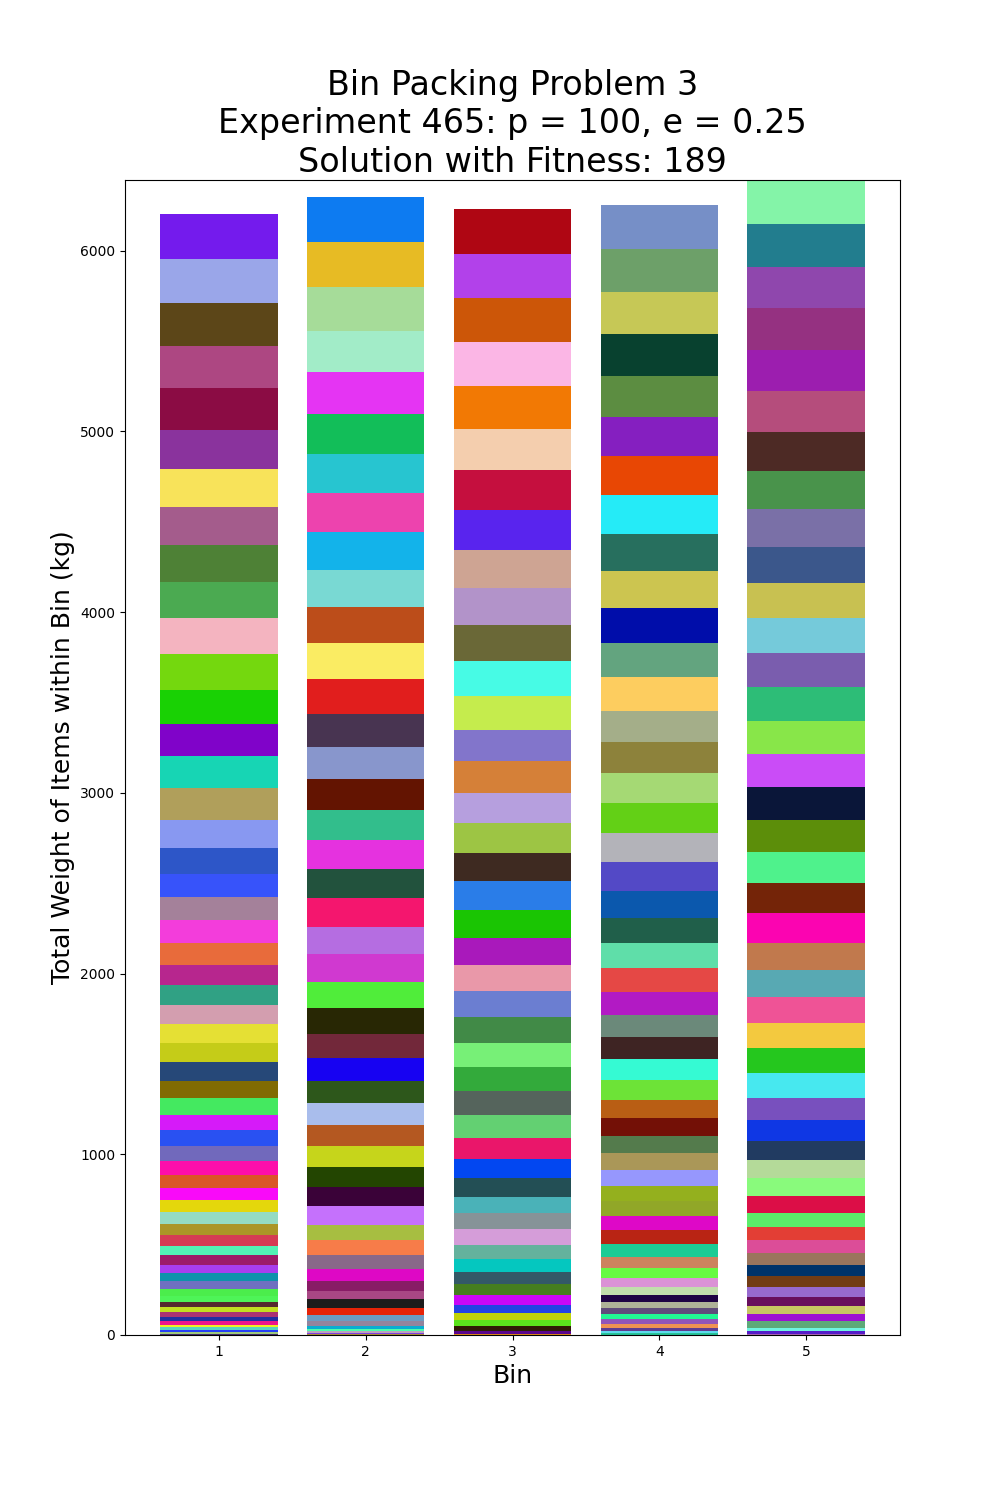 Bin Packing Problem 3
Experiment 465: p = 100, e = 0.25
Solution with Fitness: 189
Total Weight of Items within Bin (kg)
6000
5000
4000
3000
2000
1000
0
1 2 3 4 5
Bin